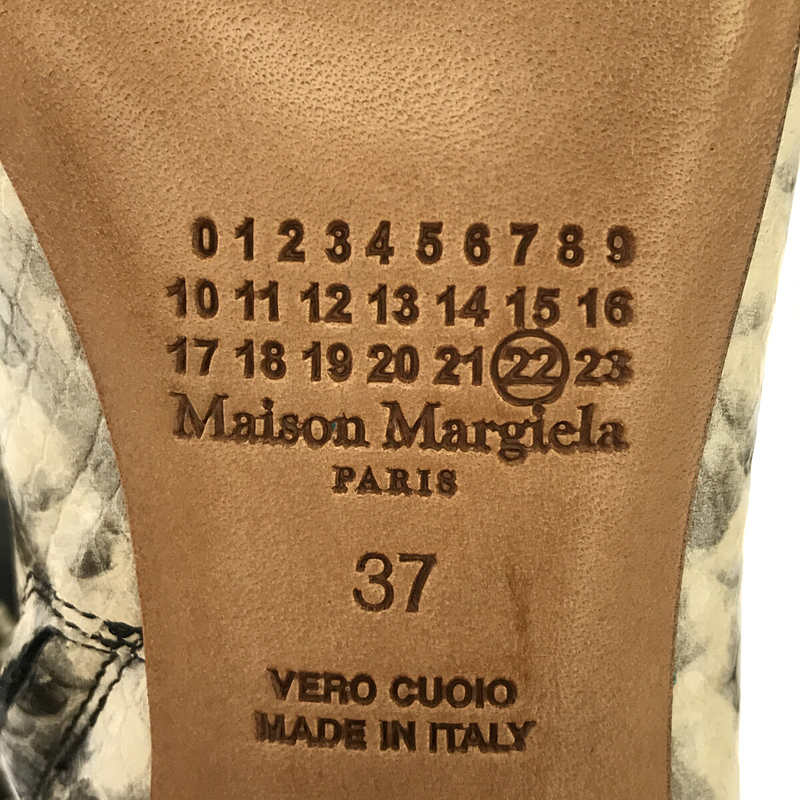 0 1 2 3 4 5 6 7 8 9
10 11 12 13 14 15 16
17 18 19 20 21 22 23
Maison Margiela
PARIS
37
VERO CUOIO
MADE IN ITALY